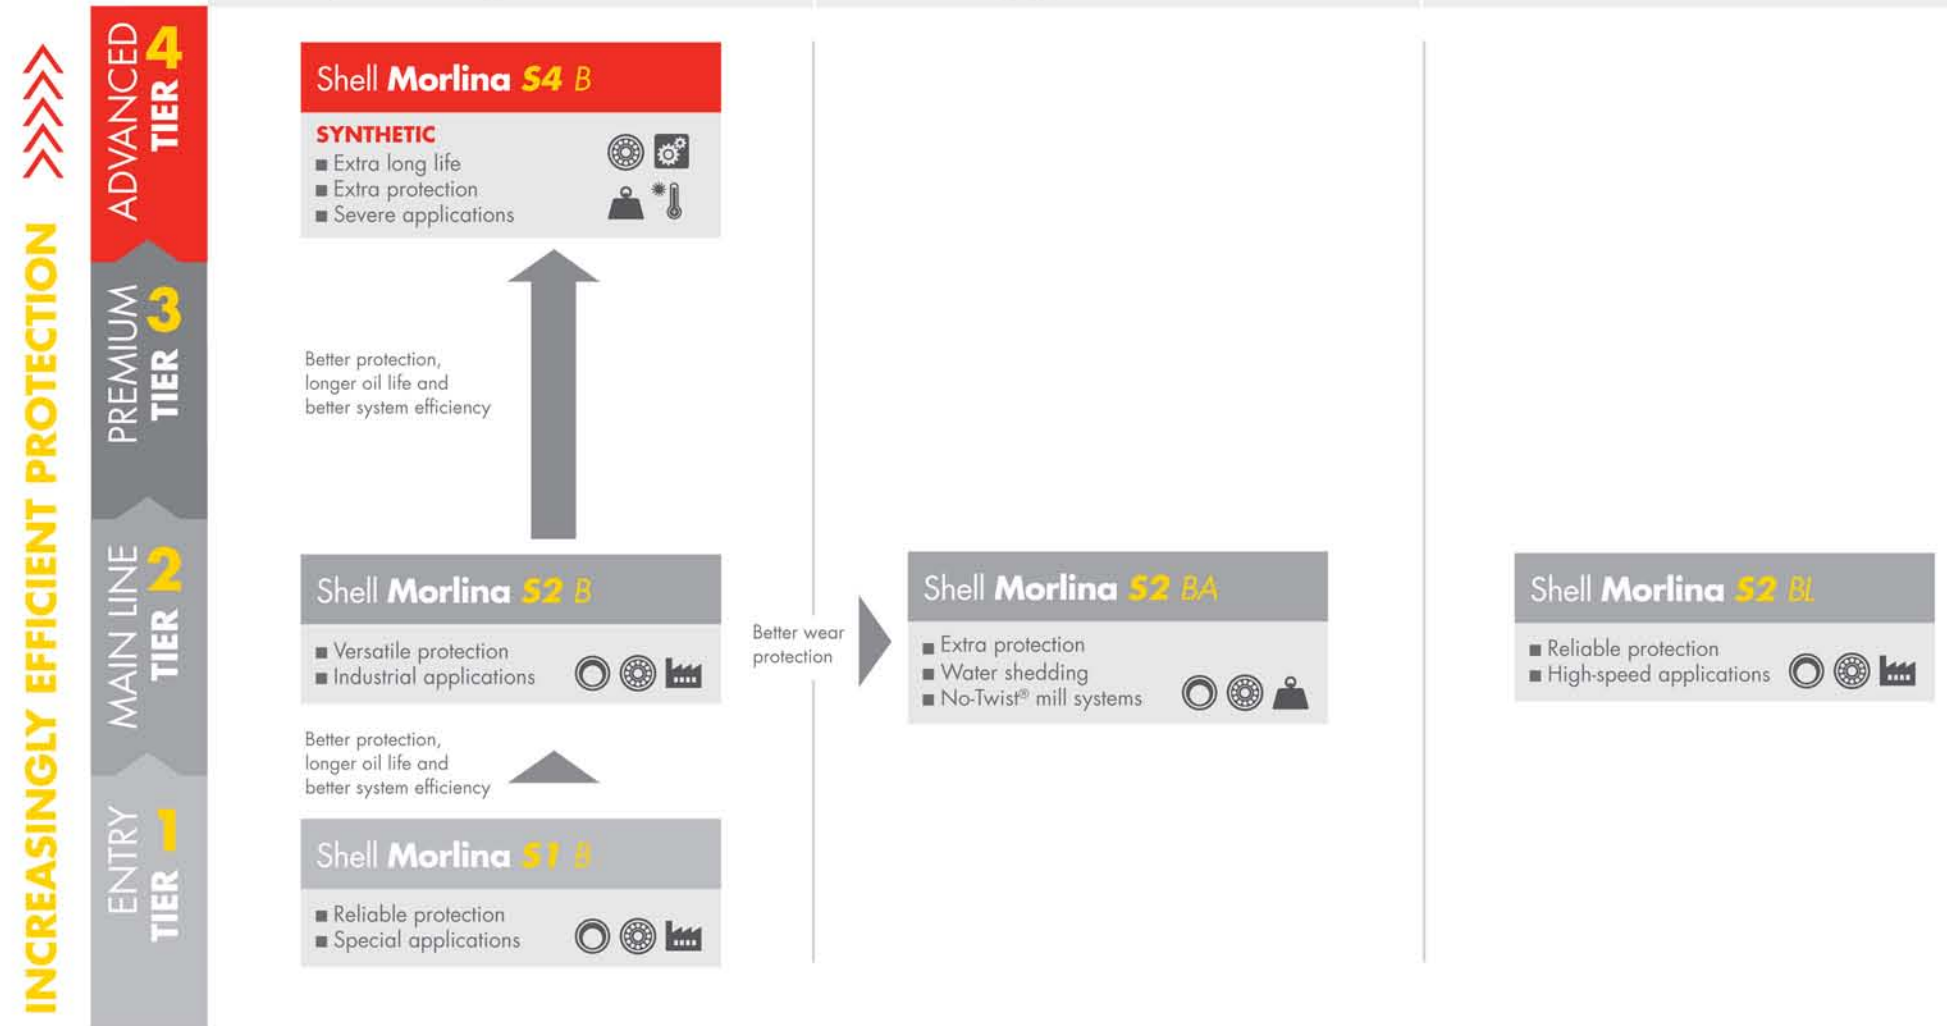 INCREASINGLY EFFICIENT PROTECTION
ADVANCED
TIER 4
PREMIUM
TIER 3
MAIN LINE
TIER 2
ENTRY
TIER 1
Shell Morlina S4 B
SYNTHETIC
■ Extra long life
■ Extra protection
■ Severe applications
Better protection,
longer oil life and
better system efficiency
Shell Morlina S2 B
■ Versatile protection
■ Industrial applications
Better protection,
longer oil life and
better system efficiency
Shell Morlina S1 B
■ Reliable protection
■ Special applications
Better wear
protection
Shell Morlina S2 BA
■ Extra protection
■ Water shedding
■ No-Twist® mill systems
Shell Morlina S2 BL
■ Reliable protection
■ High-speed applications